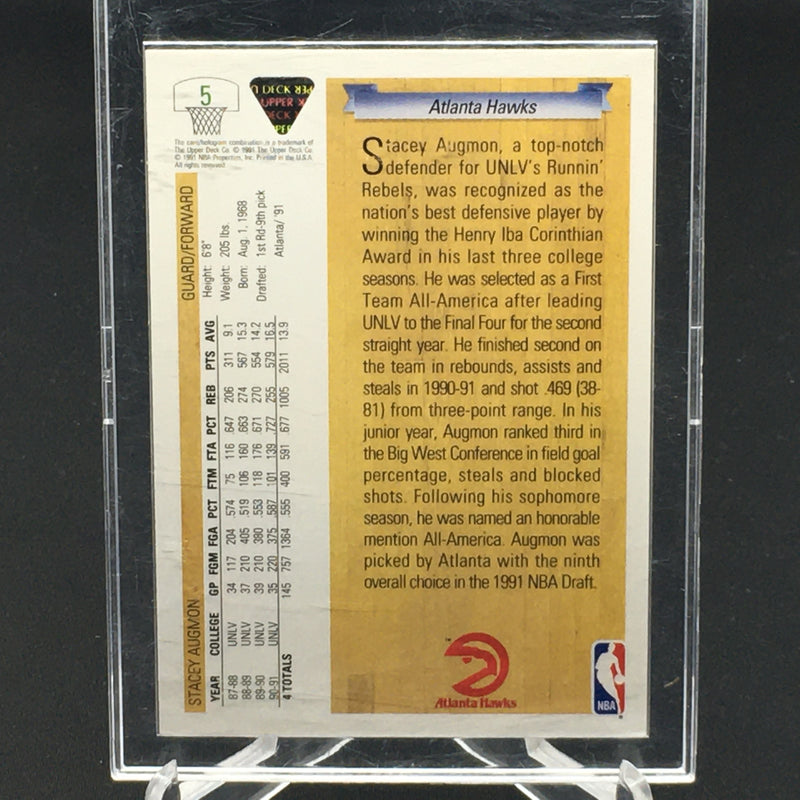 5
U DECK PER
UPPER
DECK
UPPER
The card/hologram combination is a trademark of
The Upper Deck Co. © 1991 The Upper Deck Co.
© 1991 NBA Properties, Inc. Printed in the U.S.A.
All rights reserved
STACEY AUGMON GUARD/FORWARD
Height: 6'8"
Weight: 205 lbs.
Born: Aug. 1, 1968
Drafted: 1st Rd-9th pick
Atlanta/ '91
YEAR COLLEGE GP FGM FGA PCT FTM FTA PCT REB PTS AVG
87-88 UNLV 34 117 204 .574 75 116 .647 206 311 9.1
88-89 UNLV 37 210 405 .519 106 160 .663 274 567 15.3
89-90 UNLV 39 210 380 .553 118 176 .671 270 554 14.2
90-91 UNLV 35 220 375 .587 101 139 .727 255 579 16.5
4 TOTALS 145 757 1364 .555 400 591 .677 1005 2011 13.9
Atlanta Hawks
Stacey Augmon, a top-notch
defender for UNLV's Runnin'
Rebels, was recognized as the
nation's best defensive player by
winning the Henry Iba Corinthian
Award in his last three college
seasons. He was selected as a First
Team All-America after leading
UNLV to the Final Four for the second
straight year. He finished second on
the team in rebounds, assists and
steals in 1990-91 and shot .469 (38-
81) from three-point range. In his
junior year, Augmon ranked third in
the Big West Conference in field goal
percentage, steals and blocked
shots. Following his sophomore
season, he was named an honorable
mention All-America. Augmon was
picked by Atlanta with the ninth
overall choice in the 1991 NBA Draft.
™
Atlanta Hawks
NBA